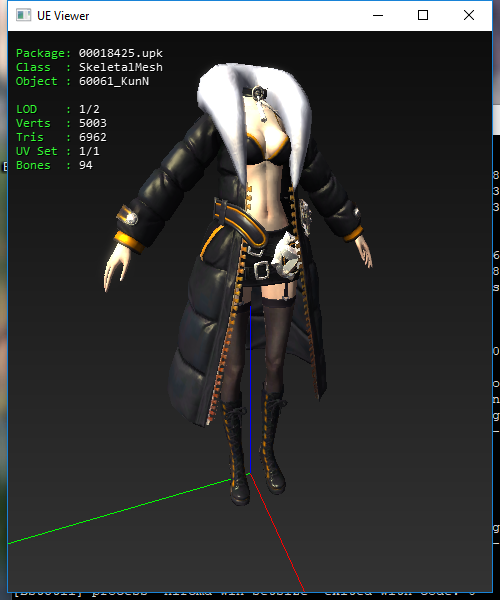 UE Viewer
Package: 00018425.upk
Class : SkeletalMesh
Object : 60061_KunN
LOD : 1/2
Verts : 5003
Tris : 6962
UV Set : 1/1
Bones : 94